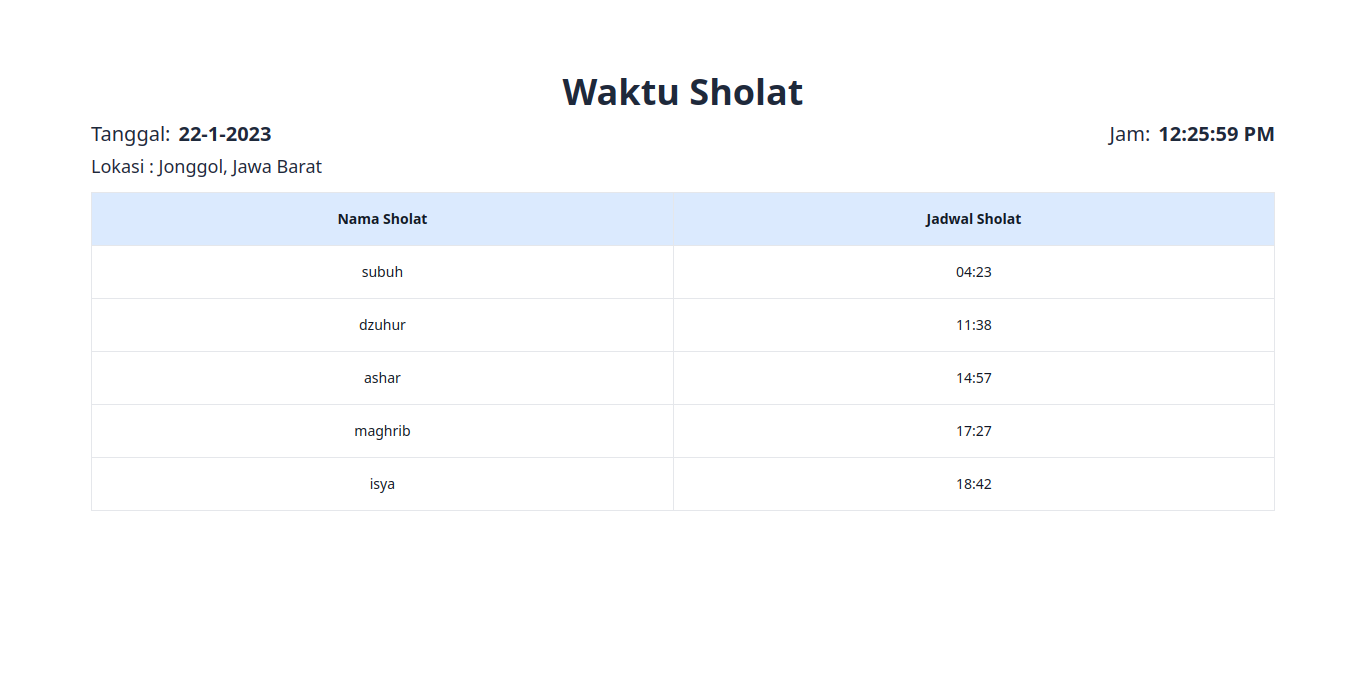 Waktu Sholat
Tanggal: 22-1-2023 Jam: 12:25:59 PM
Lokasi : Jonggol, Jawa Barat
Nama Sholat Jadwal Sholat
subuh 04:23
dzuhur 11:38
ashar 14:57
maghrib 17:27
isya 18:42